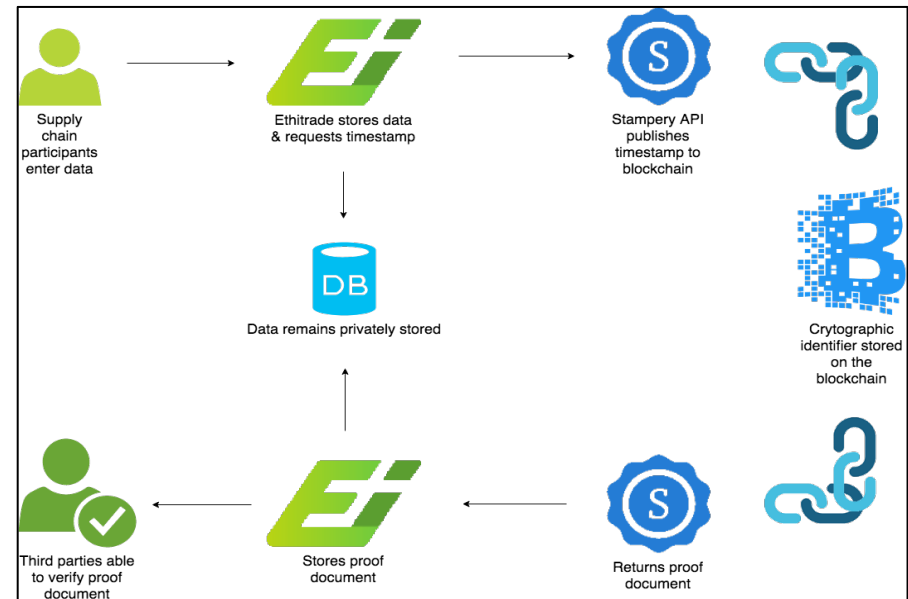 Supply
chain
participants
enter data
Ei
Ethitrade stores data
& requests timestamp
S
Stampery API
publishes
timestamp to
blockchain
DB
Data remains privately stored
B
Crytographic
identifier stored
on the
blockchain
Third parties able
to verify proof
document
Ei
Stores proof
document
S
Returns proof
document